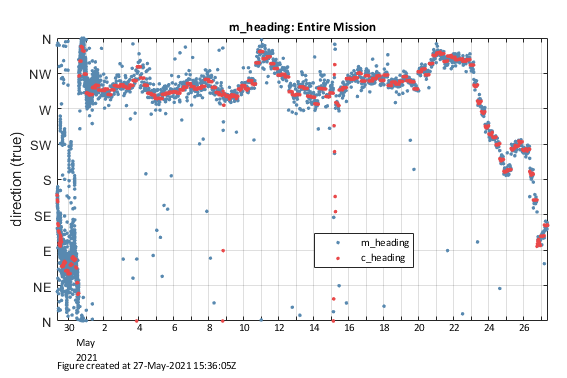 m_heading: Entire Mission
N
NW
W
SW
S
SE
E
NE
N
direction (true)
m_heading
c_heading
30 2 4 6 8 10 12 14 16 18 20 22 24 26
May
2021
Figure created at 27-May-2021 15:36:05Z